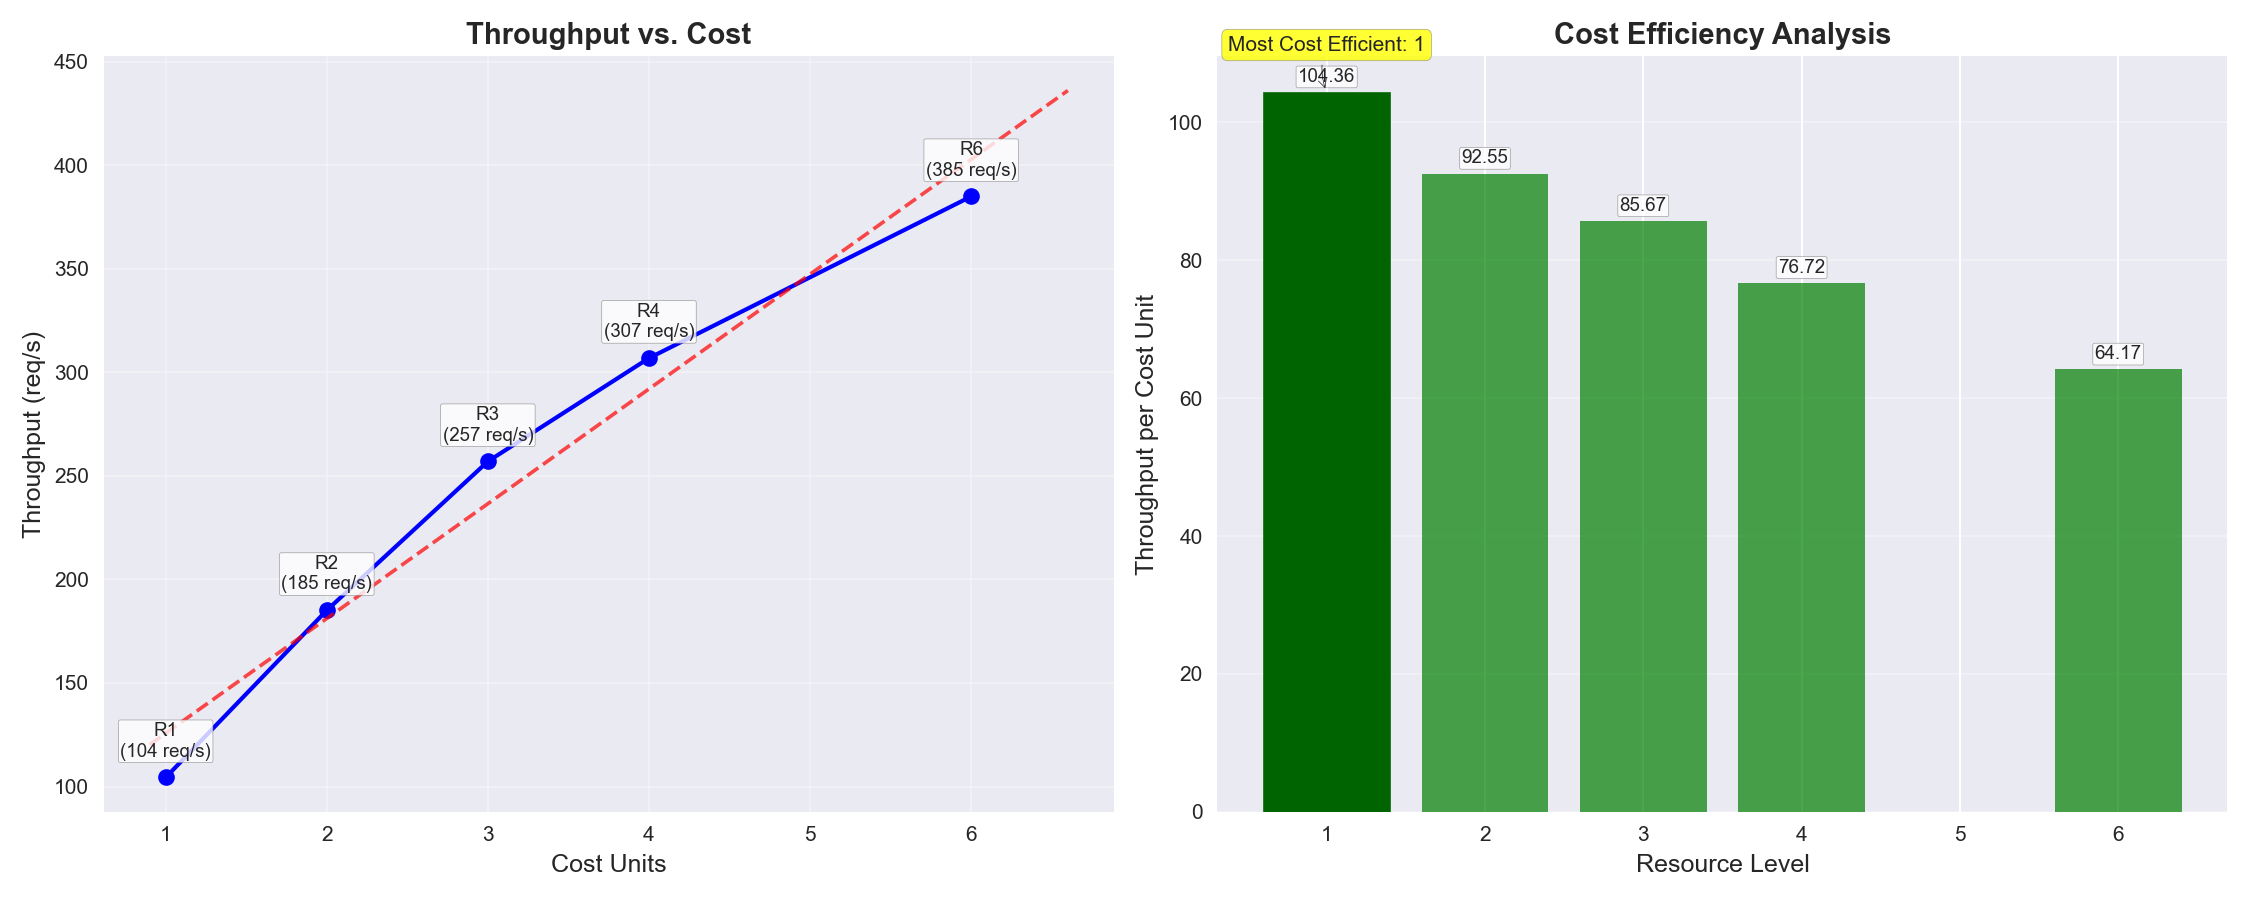 Throughput vs. Cost
450
400
350
300
250
200
150
100
Throughput (req/s)
R1
(104 req/s)
R2
(185 req/s)
R3
(257 req/s)
R4
(307 req/s)
R6
(385 req/s)
1 2 3 4 5 6
Cost Units
Cost Efficiency Analysis
Most Cost Efficient: 1
104.36
92.55
85.67
76.72
64.17
100
80
60
40
20
0
Throughput per Cost Unit
1 2 3 4 5 6
Resource Level